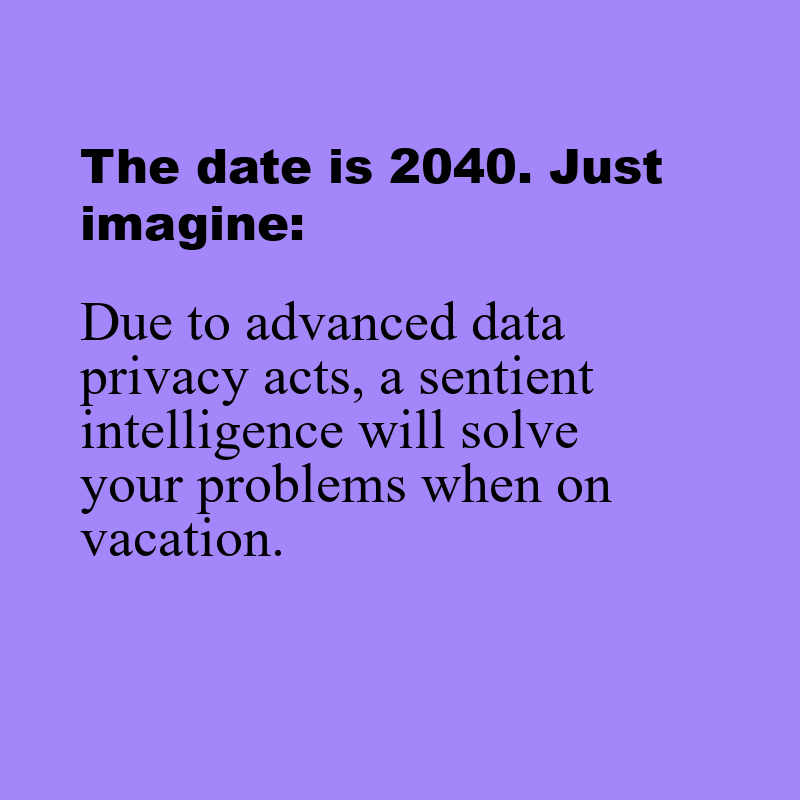 The date is 2040. Just
imagine:
Due to advanced data
privacy acts, a sentient
intelligence will solve
your problems when on
vacation.